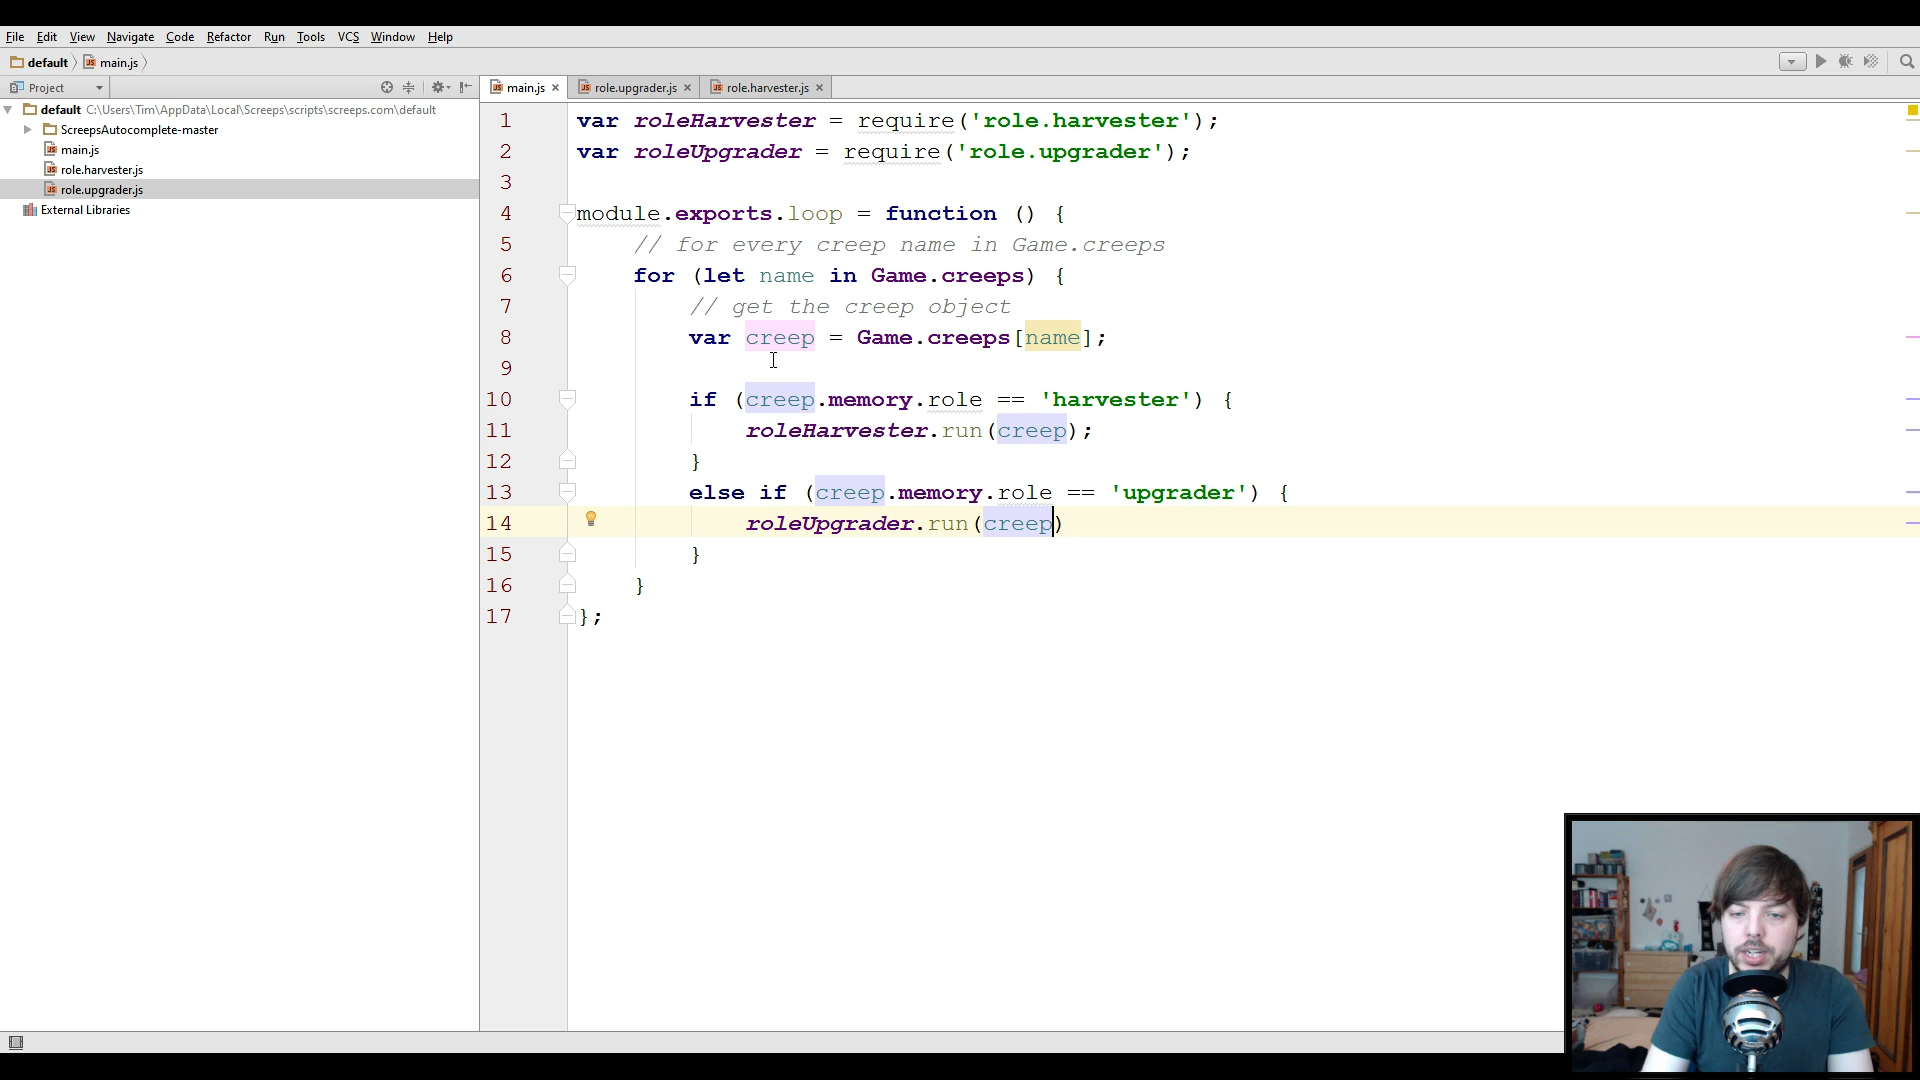 File Edit View Navigate Code Refactor Run Tools VCS Window Help
default main.js
Project
main.js role.upgrader.js role.harvester.js
default C:\Users\Tim\AppData\Local\Screeps\scripts\screeps.com\default
ScreepsAutocomplete-master
main.js
role.harvester.js
role.upgrader.js
External Libraries
1 var roleHarvester = require('role.harvester');
2 var roleUpgrader = require('role.upgrader');
3
4 module.exports.loop = function () {
5 // for every creep name in Game.creeps
6 for (let name in Game.creeps) {
7 // get the creep object
8 var creep = Game.creeps[name];
9
10 if (creep.memory.role == 'harvester') {
11 roleHarvester.run(creep);
12 }
13 else if (creep.memory.role == 'upgrader') {
14 roleUpgrader.run(creep)
15 }
16 }
17 };